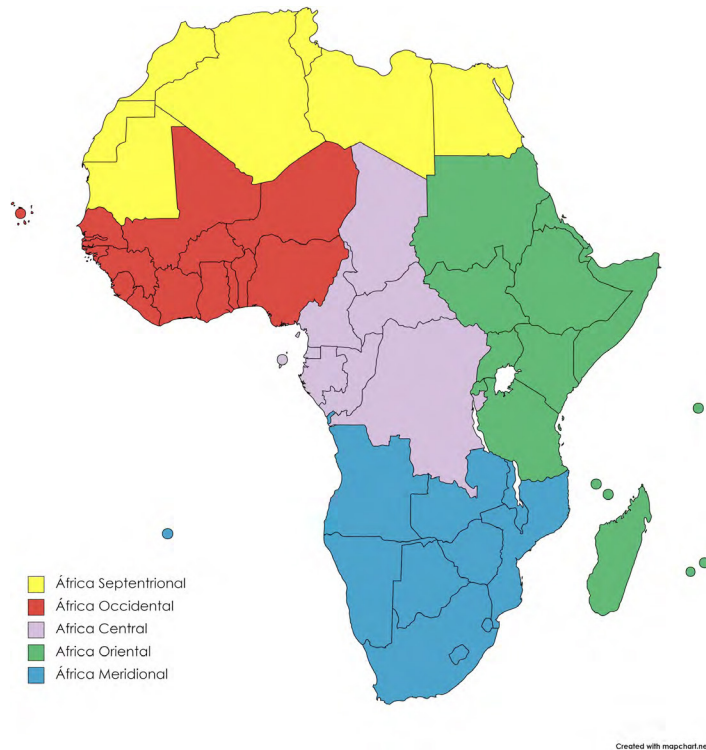 África Septentrional
África Occidental
Africa Central
Africa Oriental
África Meridional
Created with mapchart.ne